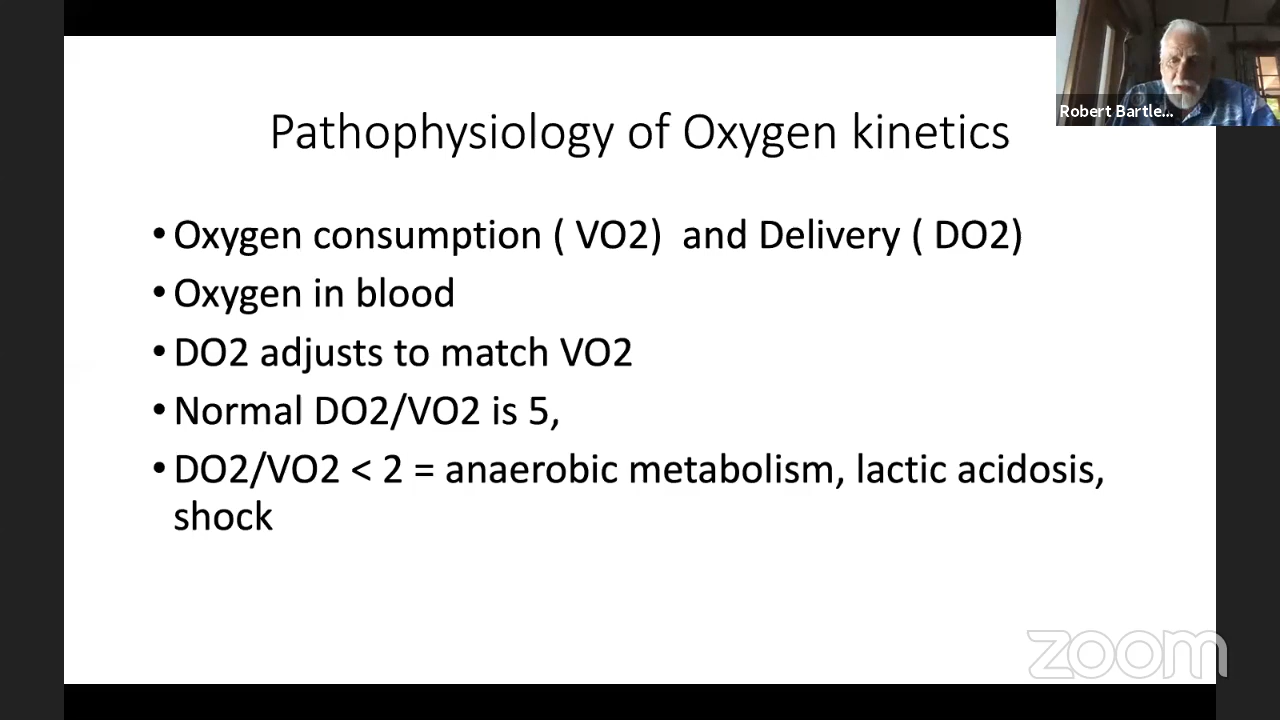 Robert Bartle...
Pathophysiology of Oxygen kinetics
• Oxygen consumption ( VO2)  and Delivery ( DO2)
• Oxygen in blood
• DO2 adjusts to match VO2
• Normal DO2/VO2 is 5,
• DO2/VO2 < 2 = anaerobic metabolism, lactic acidosis,
shock
zoom